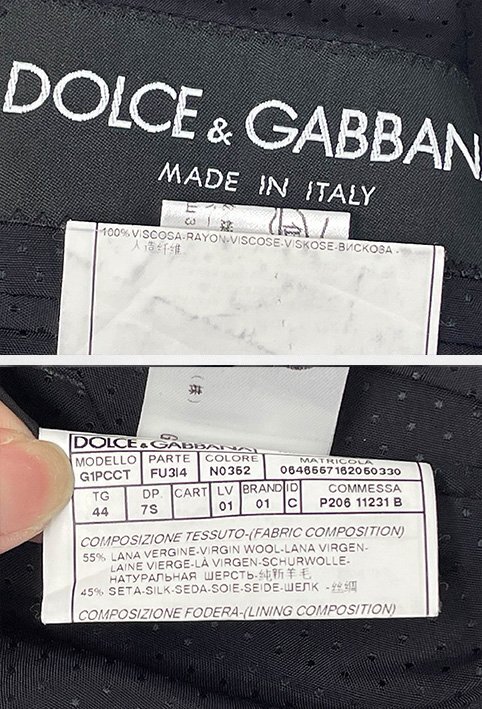 DOLCE & GABBAN
MADE IN ITALY
100% VISCOSA-RAYON-VISCOSE-VISKOSE-ВИСКОЗА -
人造纤维
DOLCE & GABBANA
MODELLO PARTE COLORE MATRICOLA
G1PCCT FU3I4 N0352 0646567162050330
TG DP. CART LV BRAND ID COMMESSA
44 7S 01 01 C P206 11231 B
COMPOSIZIONE TESSUTO-(FABRIC COMPOSITION)
55% LANA VERGINE-VIRGIN WOOL-LANA VIRGEN-
LAINE VIERGE-LÀ VIRGEN-SCHURWOLLE-
НАТУРАЛЬНАЯ ШЕРСТЬ-纯新羊毛
45% SETA-SILK-SEDA-SOIE-SEIDE-ШЕЛК -丝绸
COMPOSIZIONE FODERA-(LINING COMPOSITION)